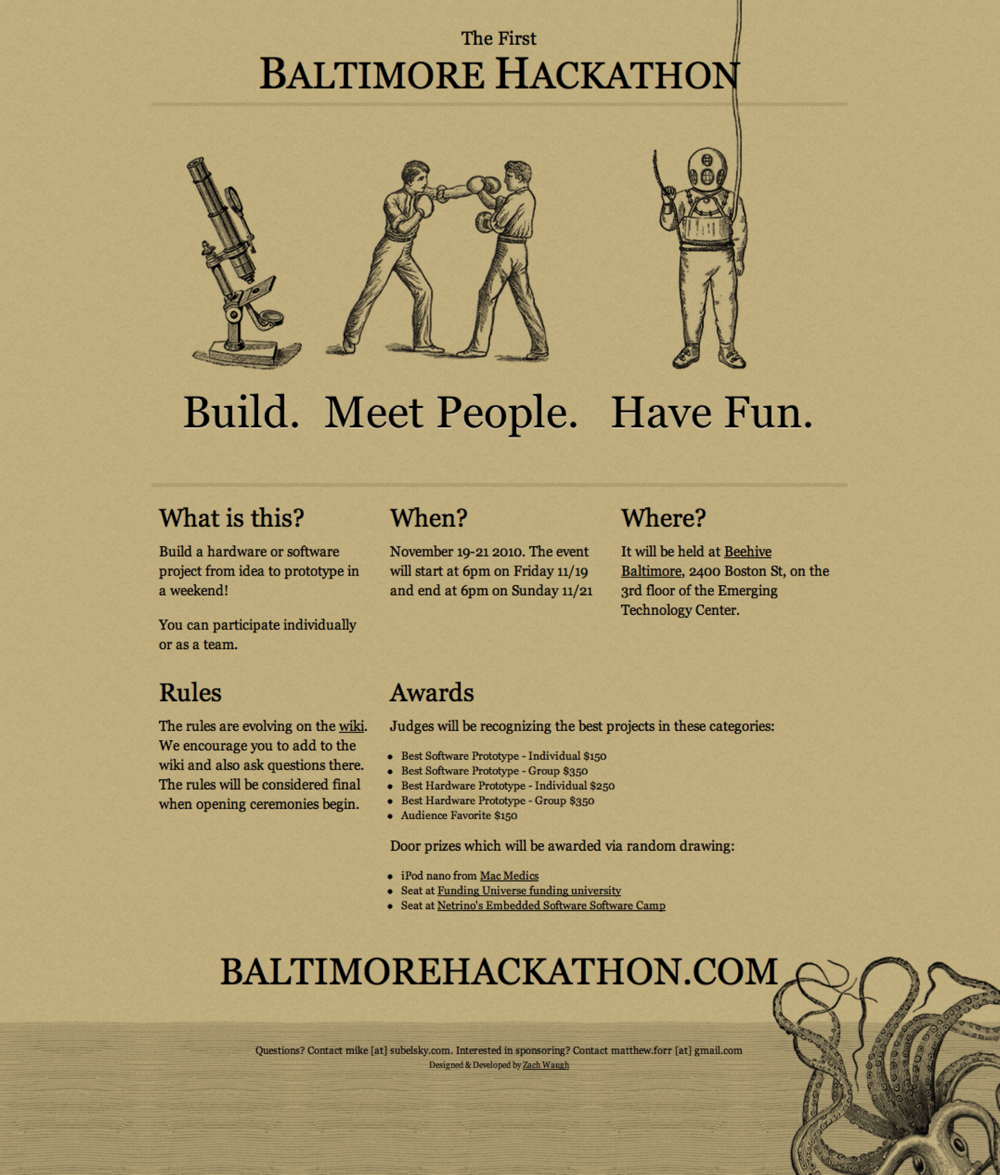 The First
BALTIMORE HACKATHON
Build. Meet People. Have Fun.
What is this?
Build a hardware or software
project from idea to prototype in
a weekend!
You can participate individually
or as a team.
When?
November 19-21 2010. The event
will start at 6pm on Friday 11/19
and end at 6pm on Sunday 11/21
Where?
It will be held at Beehive
Baltimore, 2400 Boston St, on the
3rd floor of the Emerging
Technology Center.
Rules
The rules are evolving on the wiki.
We encourage you to add to the
wiki and also ask questions there.
The rules will be considered final
when opening ceremonies begin.
Awards
Judges will be recognizing the best projects in these categories:
• Best Software Prototype - Individual $150
• Best Software Prototype - Group $350
• Best Hardware Prototype - Individual $250
• Best Hardware Prototype - Group $350
• Audience Favorite $150
Door prizes which will be awarded via random drawing:
• iPod nano from Mac Medics
• Seat at Funding Universe funding university
• Seat at Netrino's Embedded Software Software Camp
BALTIMOREHACKATHON.COM
Questions? Contact mike [at] subelsky.com. Interested in sponsoring? Contact matthew.forr [at] gmail.com
Designed & Developed by Zach Waugh